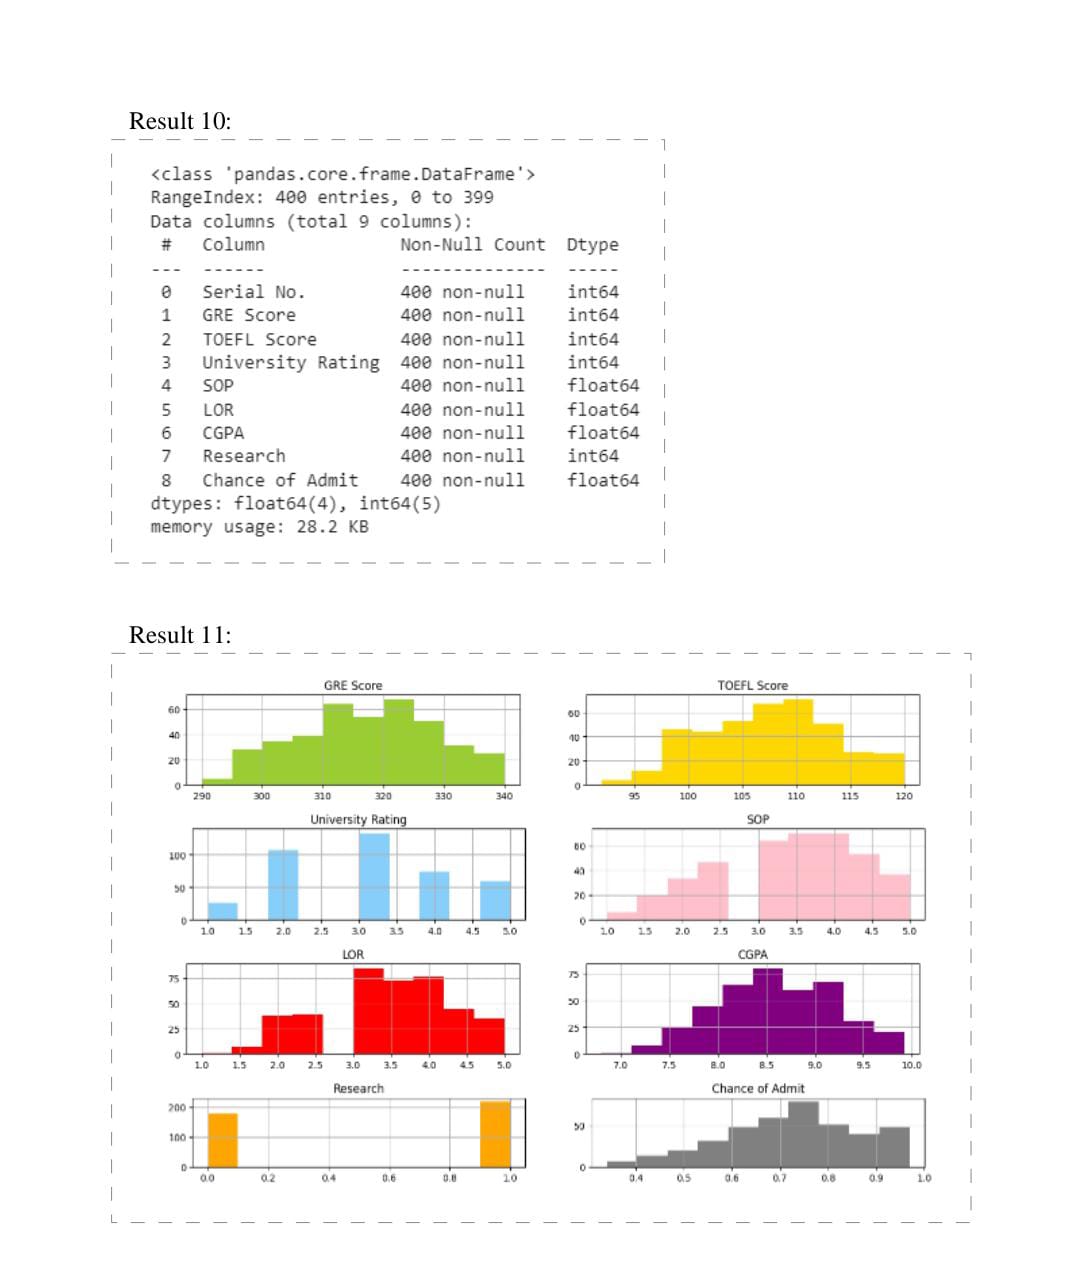 Result 10:
<class 'pandas.core.frame.DataFrame'>
RangeIndex: 400 entries, 0 to 399
Data columns (total 9 columns):
# Column Non-Null Count Dtype
--- ------ -------------- -----
0 Serial No. 400 non-null int64
1 GRE Score 400 non-null int64
2 TOEFL Score 400 non-null int64
3 University Rating 400 non-null int64
4 SOP 400 non-null float64
5 LOR 400 non-null float64
6 CGPA 400 non-null float64
7 Research 400 non-null int64
8 Chance of Admit 400 non-null float64
dtypes: float64(4), int64(5)
memory usage: 28.2 KB
Result 11:
GRE Score
60
40
20
0
290 300 310 320 330 340
TOEFL Score
60
40
20
0
95 100 105 110 115 120
University Rating
100
50
0
1.0 1.5 2.0 2.5 3.0 3.5 4.0 4.5 5.0
SOP
60
40
20
0
1.0 1.5 2.0 2.5 3.0 3.5 4.0 4.5 5.0
LOR
75
50
25
0
1.0 1.5 2.0 2.5 3.0 3.5 4.0 4.5 5.0
CGPA
75
50
25
0
7.0 7.5 8.0 8.5 9.0 9.5 10.0
Research
200
100
0
0.0 0.2 0.4 0.6 0.8 1.0
Chance of Admit
50
0
0.4 0.5 0.6 0.7 0.8 0.9 1.0